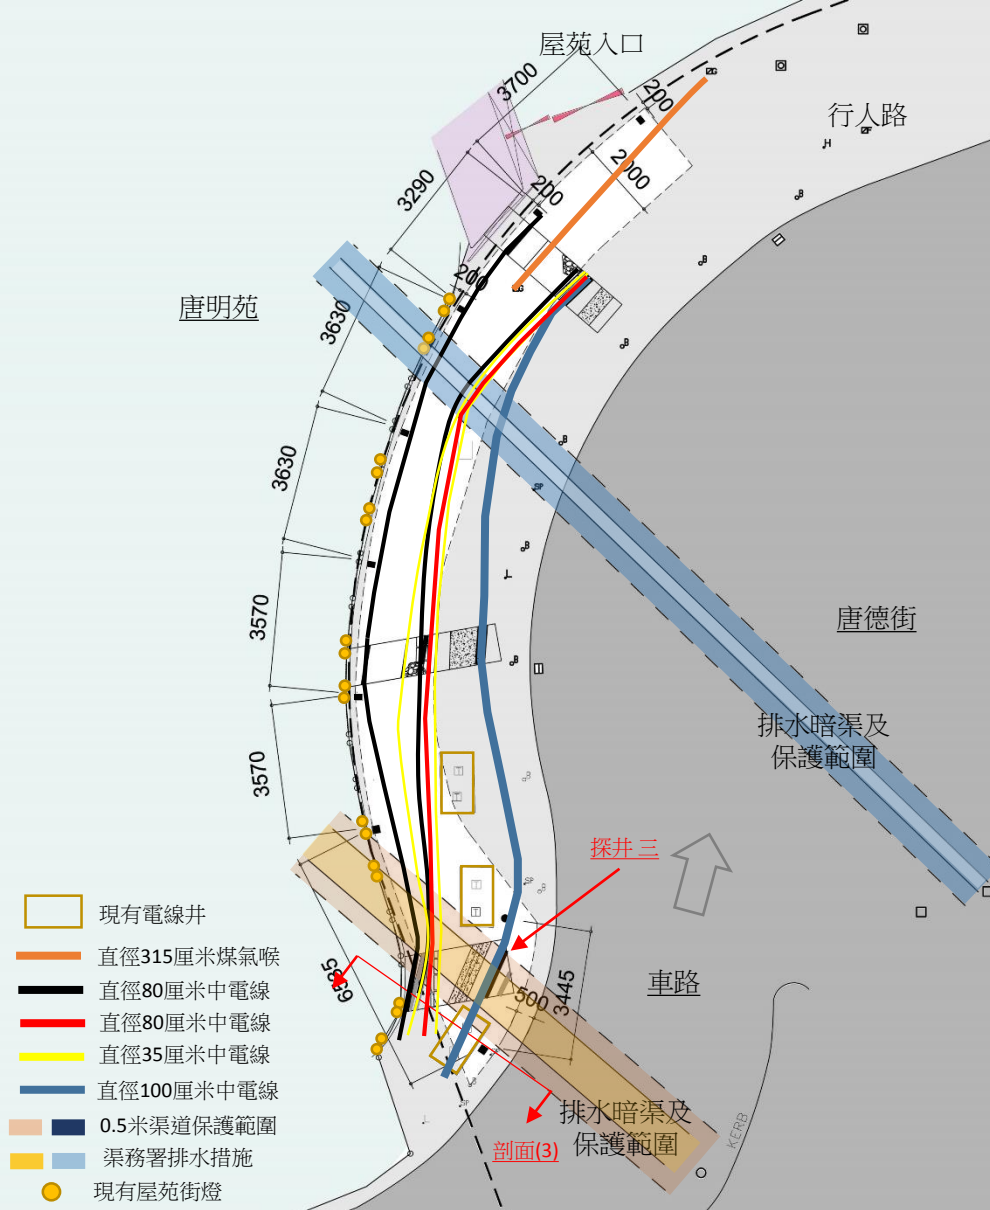 屋苑入口
3700
200
行人路
2000
3290
200
200
唐明苑
3630
3630
3570
唐德街
排水暗渠及
保護範圍
3570
探井 三
現有電線井
直徑315厘米煤氣喉
直徑80厘米中電線
直徑80厘米中電線
直徑35厘米中電線
直徑100厘米中電線
0.5米渠道保護範圍
渠務署排水措施
現有屋苑街燈
6585
500
3445
車路
排水暗渠及
保護範圍
剖面(3)
KERB